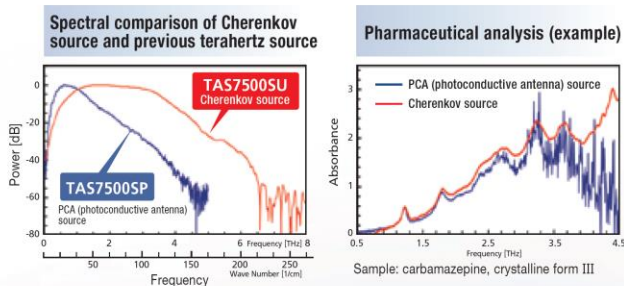 Spectral comparison of Cherenkov
source and previous terahertz source
Power [dB]
0
-20
-40
-60
-80
TAS7500SU
Cherenkov source
TAS7500SP
PCA (photoconductive antenna)
source
0 2 4 6 Frequency [THz] 8
0 50 100 150 200 250
Wave Number [1/cm]
Frequency
Pharmaceutical analysis (example)
PCA (photoconductive antenna) source
Cherenkov source
Absorbance
3
2
1
0
0.5 1.5 2.5 3.5 4.5
Frequency [THz]
Sample: carbamazepine, crystalline form III